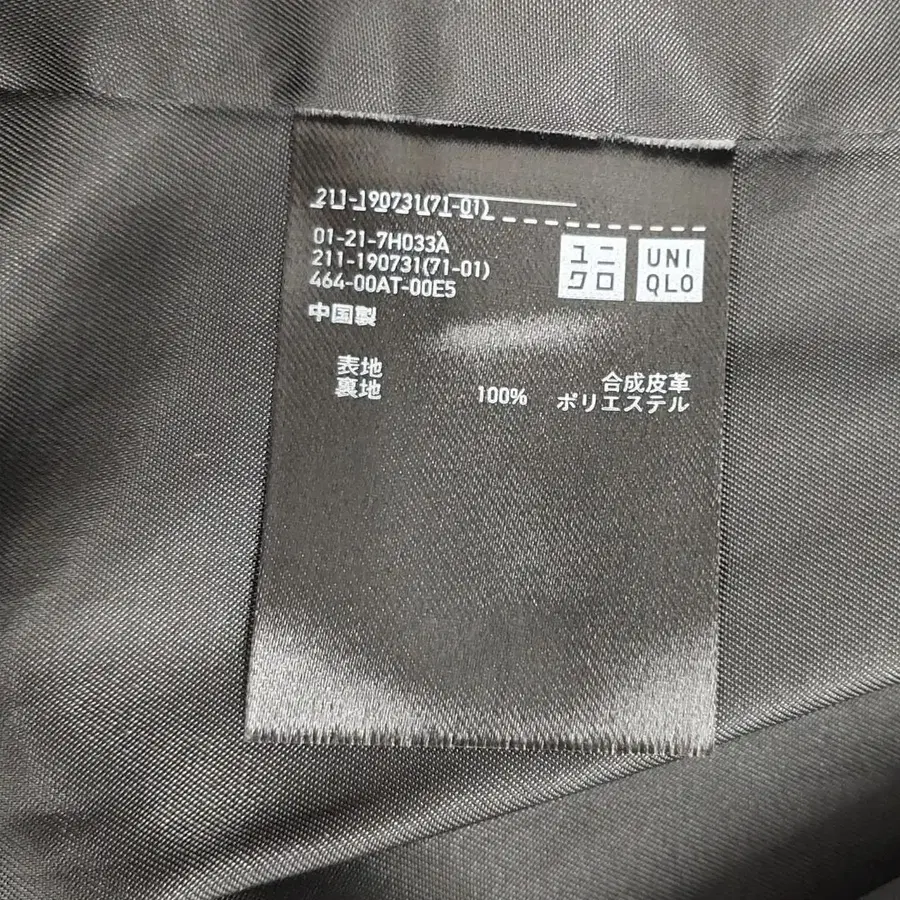 211-190731(71-01)
01-21-7H033A
211-190731(71-01)
464-00AT-00E5
中国製
ユニ
クロ
UNI
QLO
表地 合成皮革
裏地 100% ポリエステル